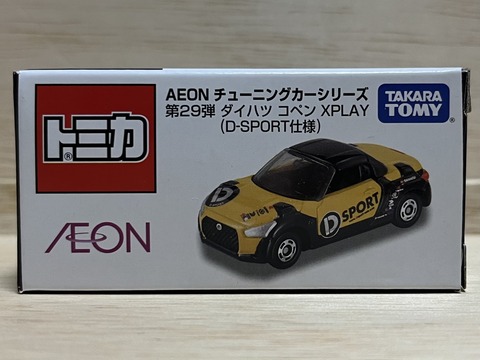 トミカ
®
AEON
AEON チューニングカーシリーズ
第29弾 ダイハツ コペン XPLAY
(D-SPORT仕様)
TAKARA
TOMY
D
D SPORT